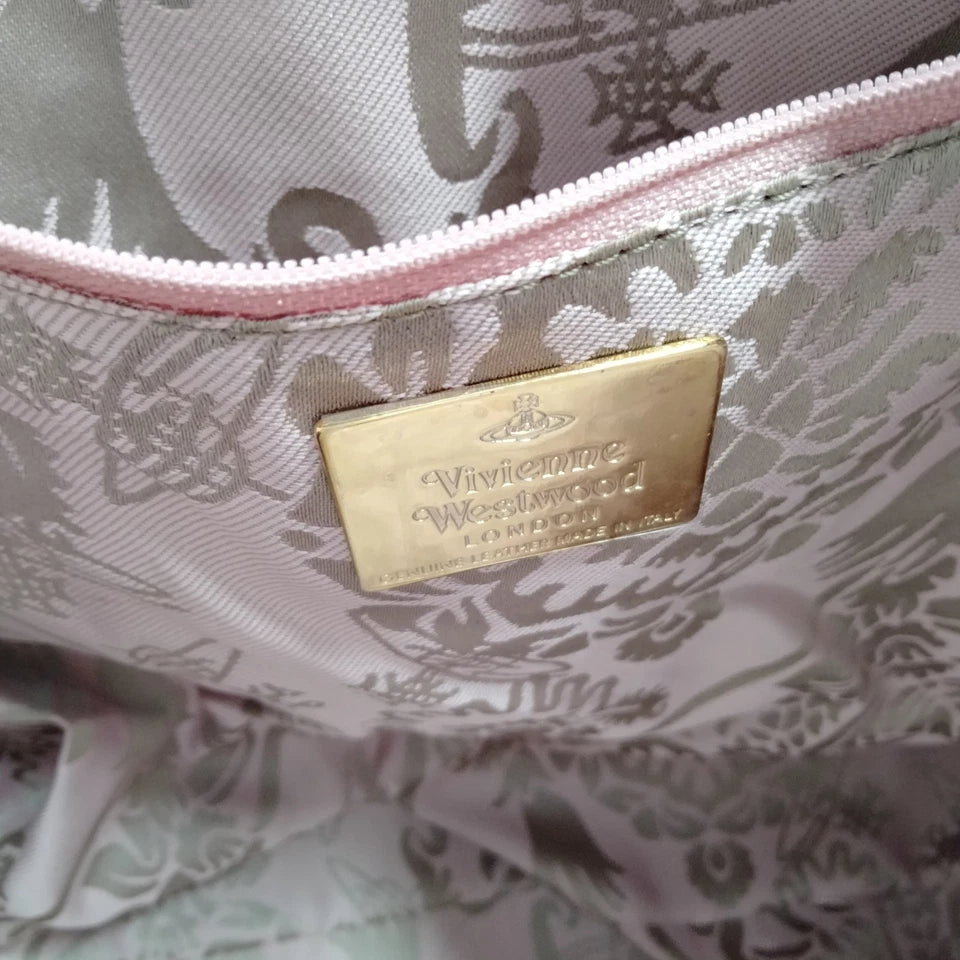 Vivienne
Westwood
LONDON
GENUINE LEATHER MADE IN ITALY